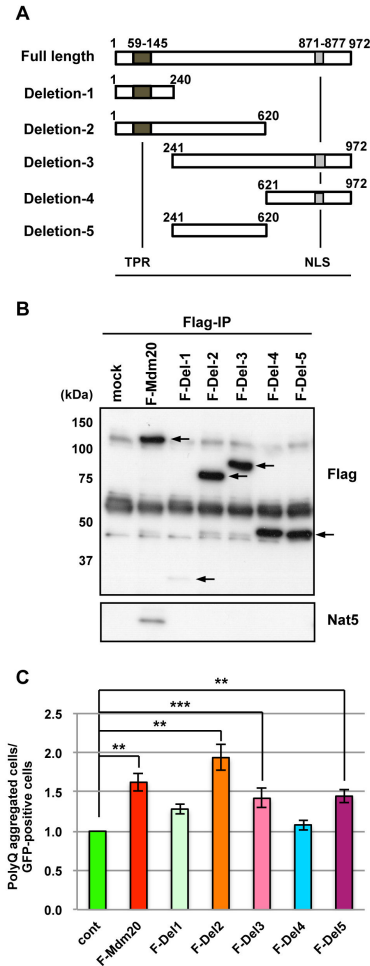 A
1 59-145 871-877 972
Full length
1 240
Deletion-1
1 620
Deletion-2
241 972
Deletion-3
621 972
Deletion-4
241 620
Deletion-5
TPR NLS
B
Flag-IP
mock F-Mdm20 F-Del-1 F-Del-2 F-Del-3 F-Del-4 F-Del-5
(kDa)
150
100
75
50
37
Flag
Nat5
C
**
***
**
**
PolyQ aggregated cells/
GFP-positive cells
2.5
2.0
1.5
1.0
0.5
0.0
cont F-Mdm20 F-Del1 F-Del2 F-Del3 F-Del4 F-Del5